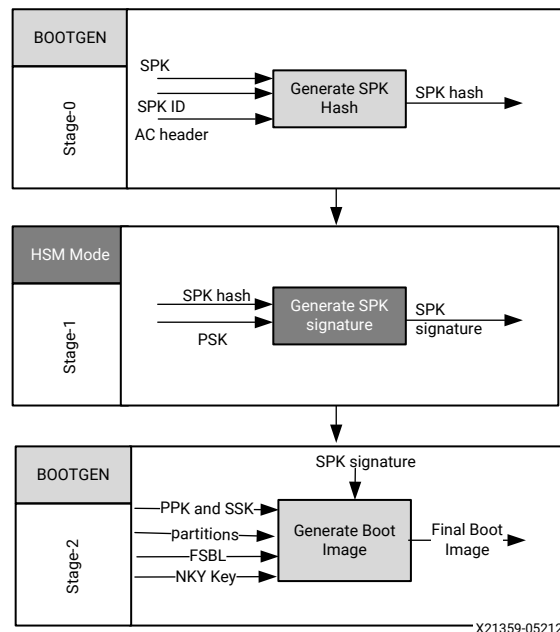 BOOTGEN
Stage-0
SPK
SPK ID
AC header
Generate SPK
Hash
SPK hash
HSM Mode
Stage-1
SPK hash
PSK
Generate SPK
signature
SPK
signature
BOOTGEN
Stage-2
SPK signature
PPK and SSK
partitions
FSBL
NKY Key
Generate Boot
Image
Final Boot
Image
X21359-05212